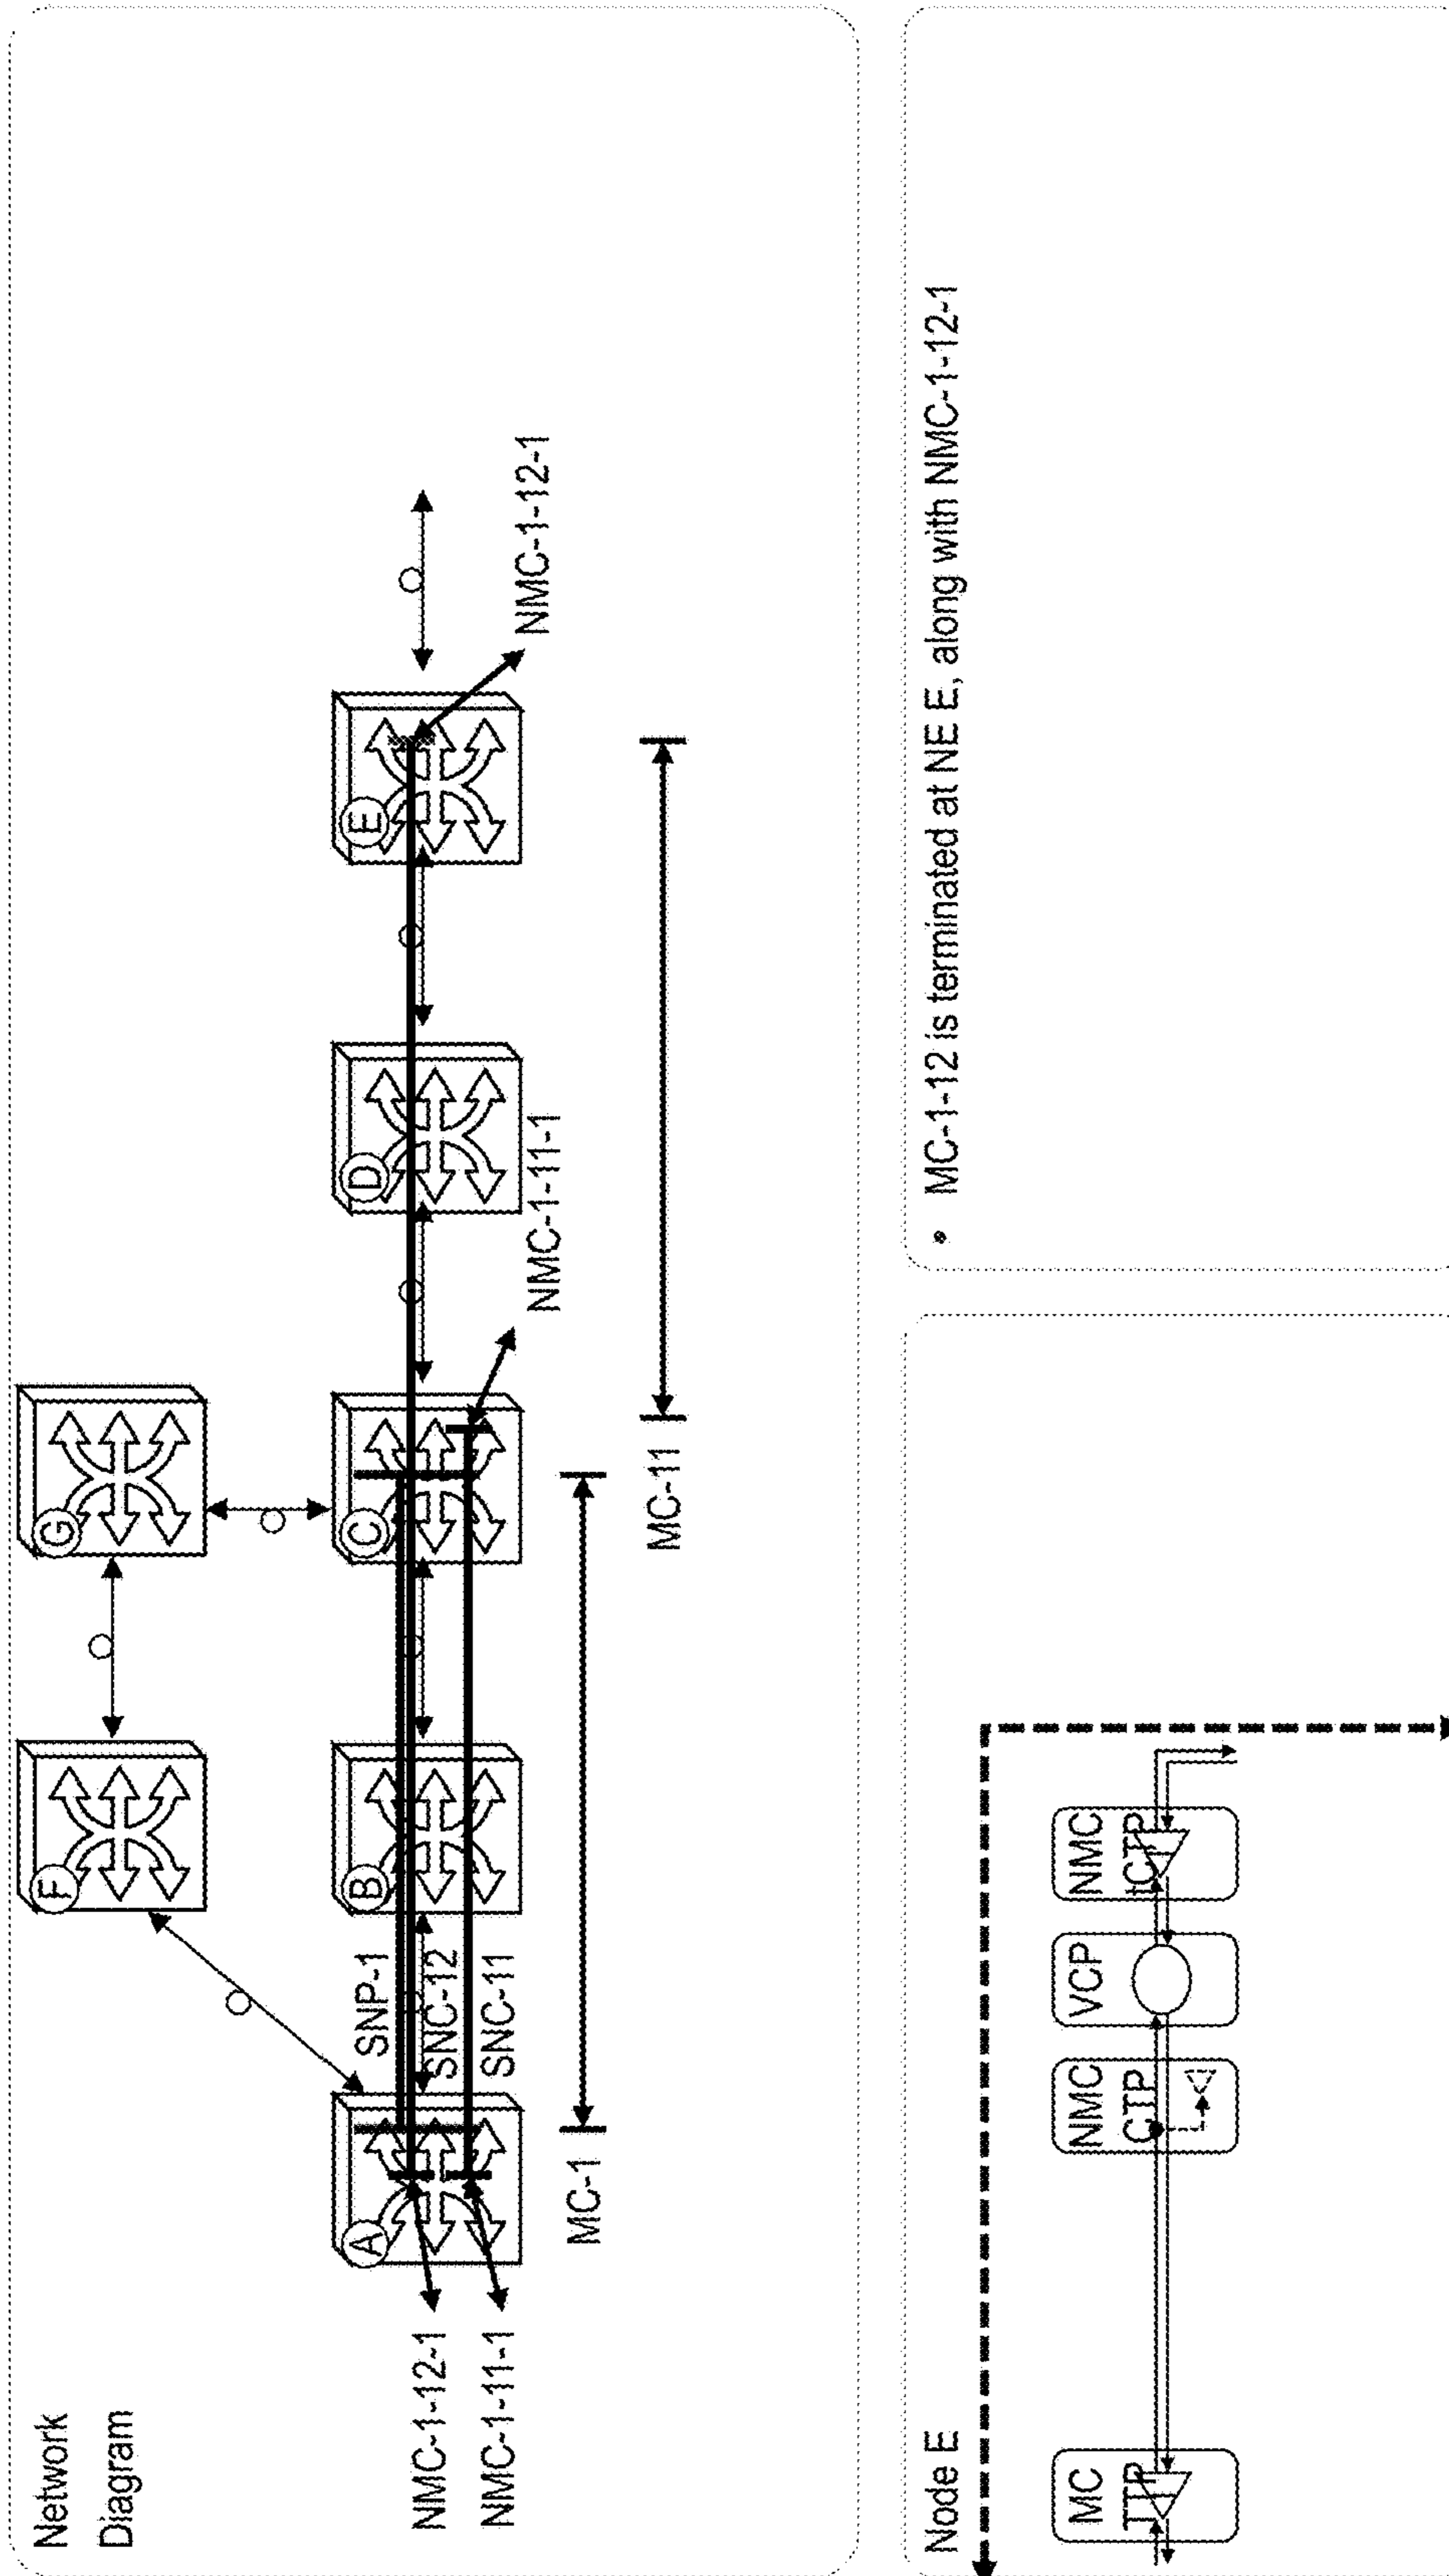 Network
Diagram
F
G
A
B
C
D
E
SNP-1
SNC-12
SNC-11
NMC-1-12-1
NMC-1-11-1
NMC-1-11-1
NMC-1-12-1
MC-1
MC-11
Node E
MC
TTP
NMC
CTP
VCP
NMC
tCTP
• MC-1-12 is terminated at NE E, along with NMC-1-12-1